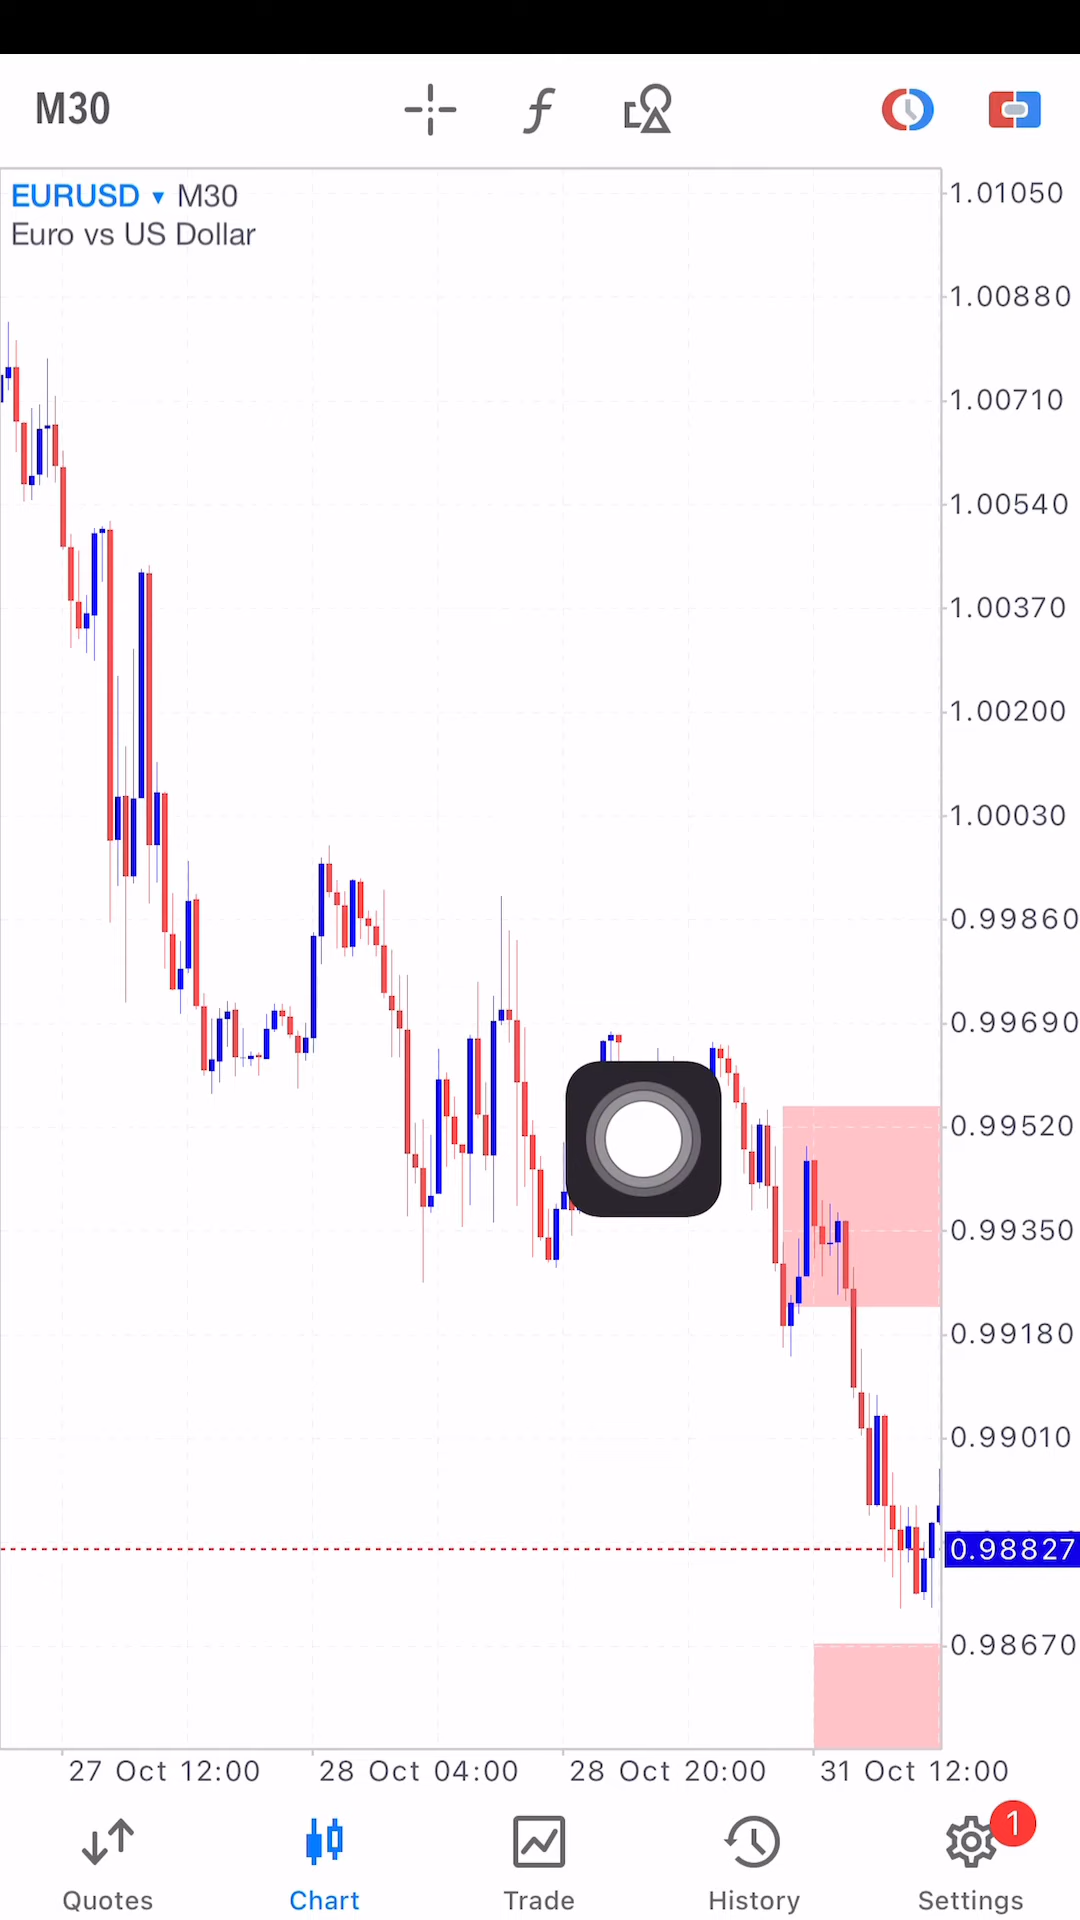 M30
EURUSD ▾ M30
Euro vs US Dollar
1.01050
1.00880
1.00710
1.00540
1.00370
1.00200
1.00030
0.99860
0.99690
0.99520
0.99350
0.99180
0.99010
0.98827
0.98670
27 Oct 12:00
28 Oct 04:00
28 Oct 20:00
31 Oct 12:00
1
Quotes
Chart
Trade
History
Settings